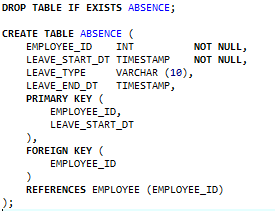 DROP TABLE IF EXISTS ABSENCE;
CREATE TABLE ABSENCE (
EMPLOYEE_ID INT NOT NULL,
LEAVE_START_DT TIMESTAMP NOT NULL,
LEAVE_TYPE VARCHAR (10),
LEAVE_END_DT TIMESTAMP,
PRIMARY KEY (
EMPLOYEE_ID,
LEAVE_START_DT
),
FOREIGN KEY (
EMPLOYEE_ID
)
REFERENCES EMPLOYEE (EMPLOYEE_ID)
);